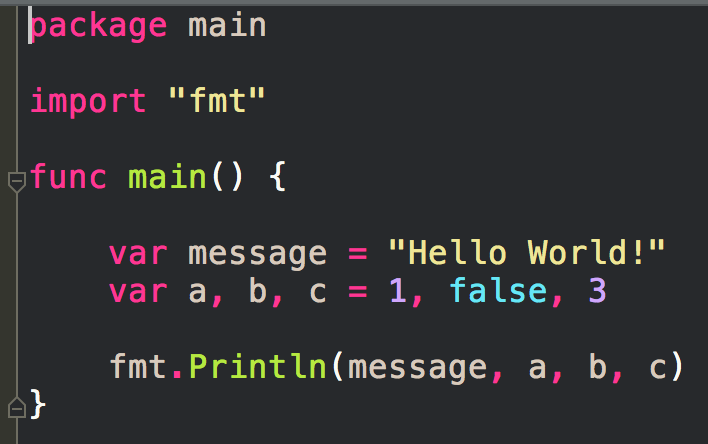 package main
import "fmt"
func main() {
var message = "Hello World!"
var a, b, c = 1, false, 3
fmt.Println(message, a, b, c)
}